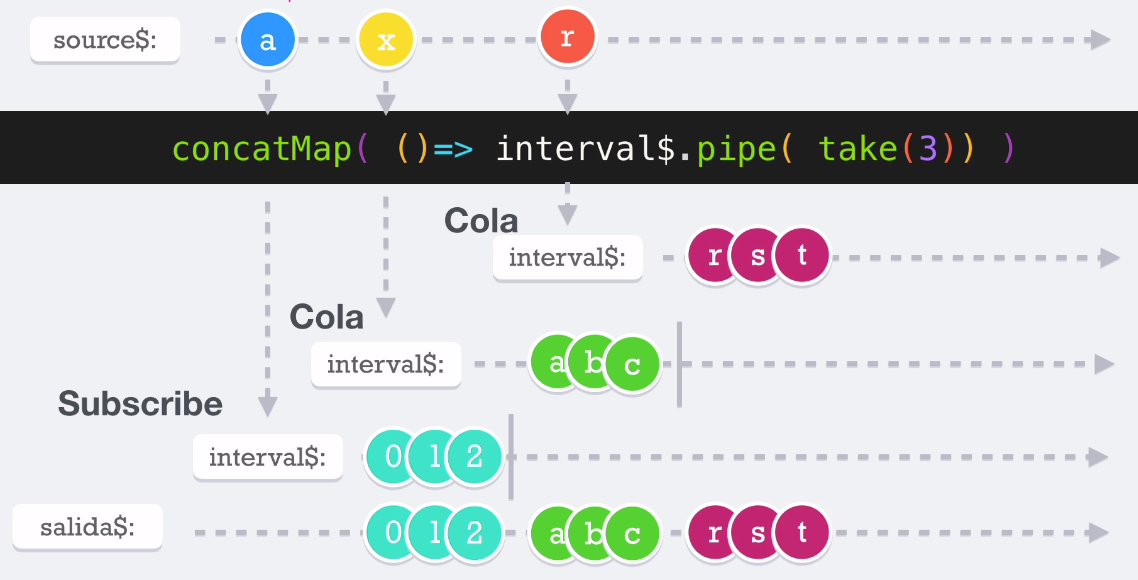 source$: a x r
concatMap( ()=> interval$.pipe( take(3)) )
Cola
interval$: r s t
Cola
interval$: a b c
Subscribe
interval$: 0 1 2
salida$: 0 1 2 a b c r s t